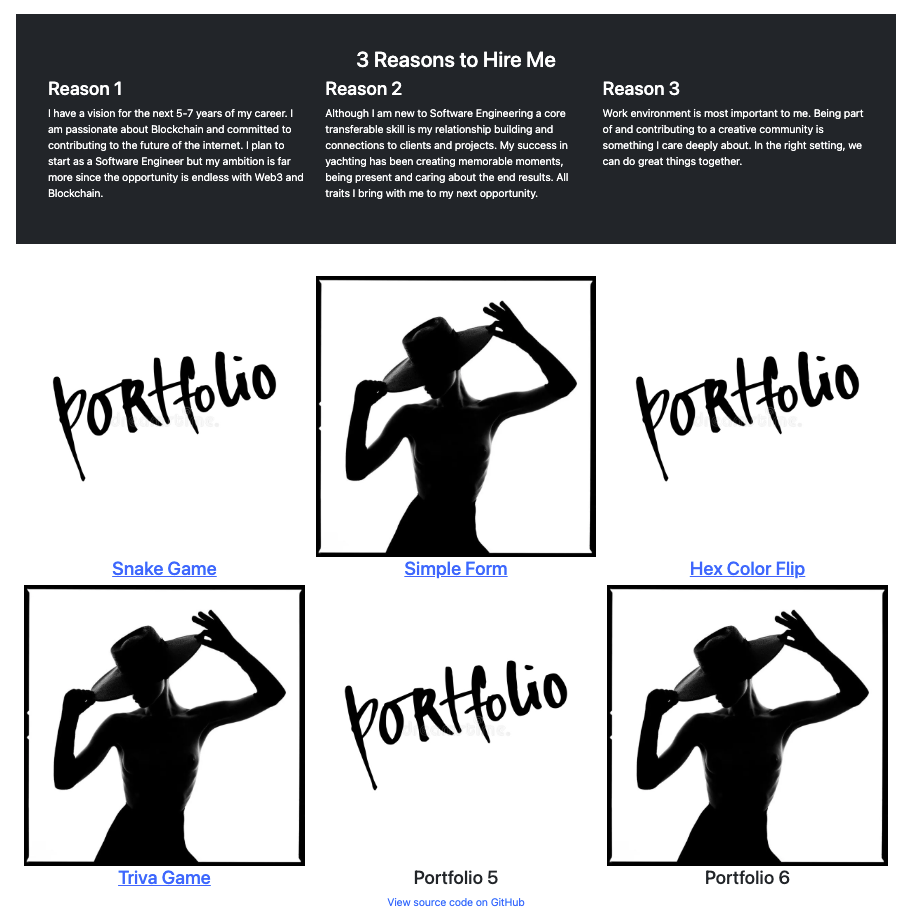 3 Reasons to Hire Me
Reason 1
I have a vision for the next 5-7 years of my career. I
am passionate about Blockchain and committed to
contributing to the future of the internet. I plan to
start as a Software Engineer but my ambition is far
more since the opportunity is endless with Web3 and
Blockchain.
Reason 2
Although I am new to Software Engineering a core
transferable skill is my relationship building and
connections to clients and projects. My success in
yachting has been creating memorable moments,
being present and caring about the end results. All
traits I bring with me to my next opportunity.
Reason 3
Work environment is most important to me. Being part
of and contributing to a creative community is
something I care deeply about. In the right setting, we
can do great things together.
portfolio
portfolio
Snake Game
Simple Form
Hex Color Flip
portfolio
Triva Game
Portfolio 5
Portfolio 6
View source code on GitHub